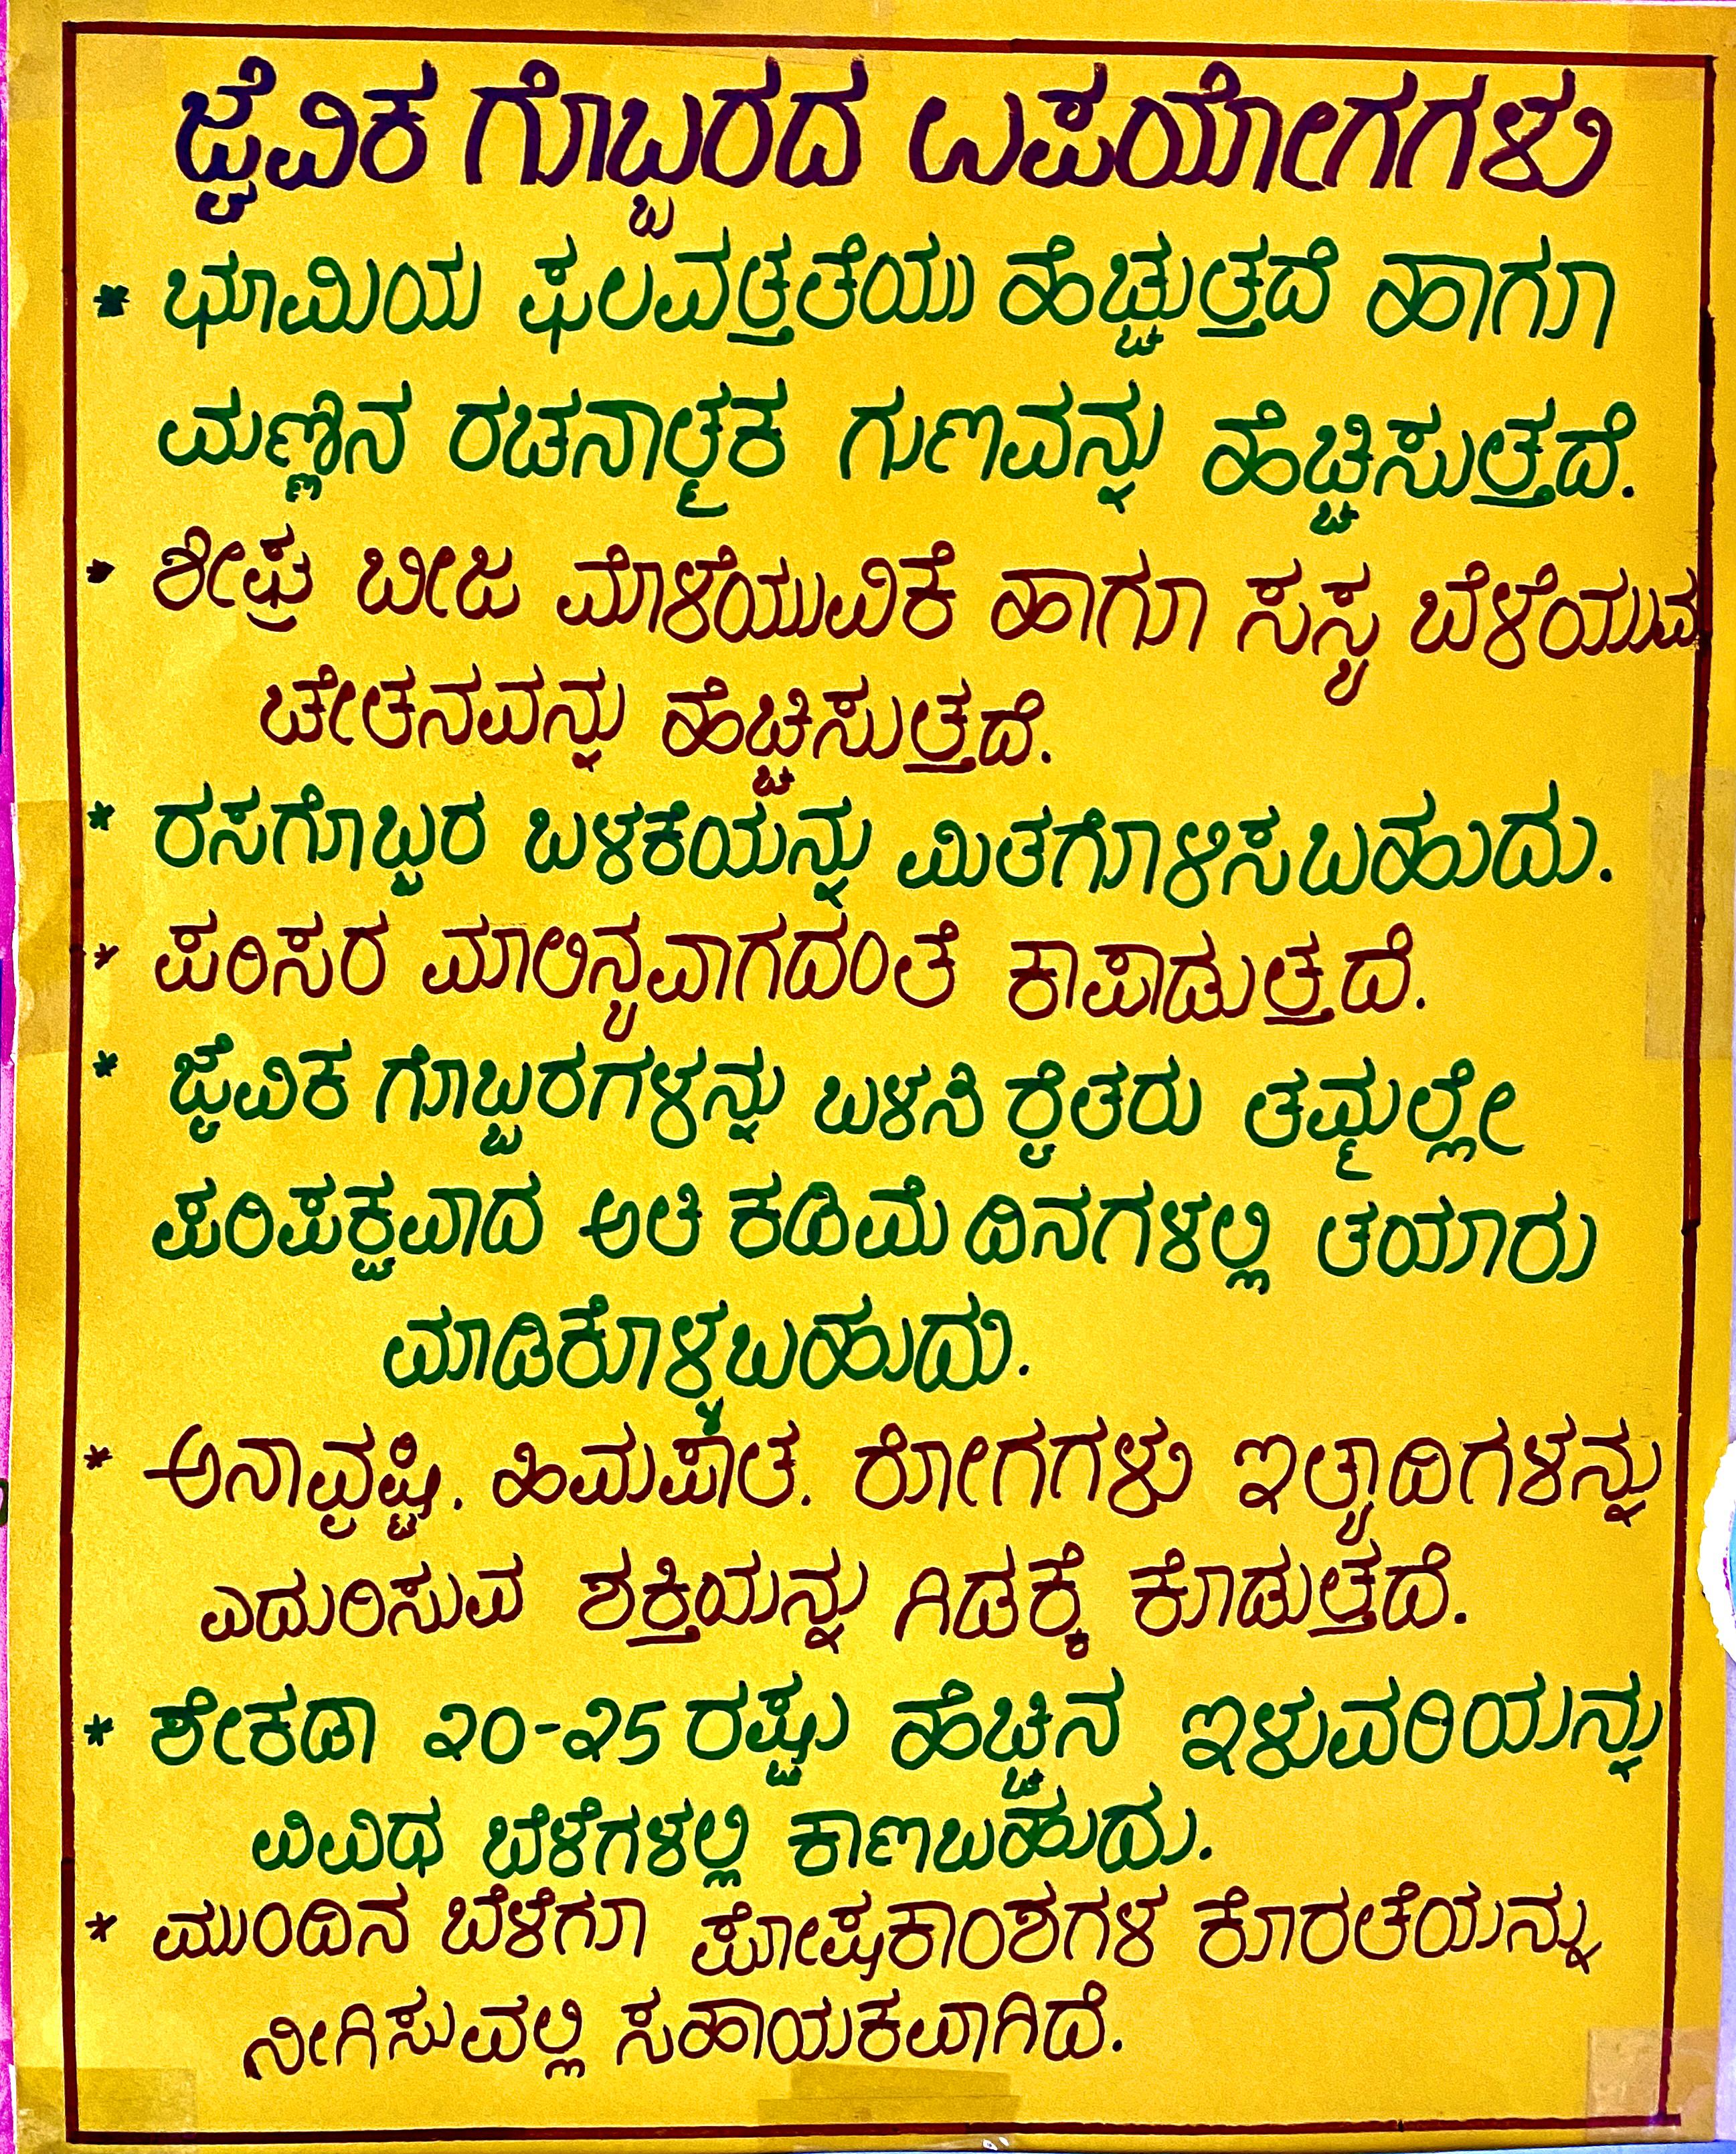 ಜೈವಿಕ ಗೊಬ್ಬರದ ಉಪಯೋಗಗಳು
* ಭೂಮಿಯ ಫಲವತ್ತತೆಯು ಹೆಚ್ಚುತ್ತದೆ ಹಾಗೂ
ಮಣ್ಣಿನ ರಚನಾತ್ಮಕ ಗುಣವನ್ನು ಹೆಚ್ಚಿಸುತ್ತದೆ.
* ಶೀಘ್ರ ಬೀಜ ಮೊಳೆಯುವಿಕೆ ಹಾಗೂ ಸಸ್ಯ ಬೆಳೆಯುವ
ಚೇತನವನ್ನು ಹೆಚ್ಚಿಸುತ್ತದೆ.
* ರಸಗೊಬ್ಬರ ಬಳಕೆಯನ್ನು ಮಿತಗೊಳಿಸಬಹುದು.
* ಪರಿಸರ ಮಾಲಿನ್ಯವಾಗದಂತೆ ಕಾಪಾಡುತ್ತದೆ.
* ಜೈವಿಕ ಗೊಬ್ಬರಗಳನ್ನು ಬಳಸಿ ರೈತರು ತಮ್ಮಲ್ಲೇ
ಪರಿಪಕ್ವವಾದ ಅತಿ ಕಡಿಮೆ ದಿನಗಳಲ್ಲಿ ತಯಾರು
ಮಾಡಿಕೊಳ್ಳಬಹುದು.
* ಅನಾವೃಷ್ಟಿ. ಹಿಮಪಾತ. ರೋಗಗಳು ಇತ್ಯಾದಿಗಳನ್ನು
ಎದುರಿಸುವ ಶಕ್ತಿಯನ್ನು ಗಿಡಕ್ಕೆ ಕೊಡುತ್ತದೆ.
* ಶೇಕಡಾ ೨೦-೨5 ರಷ್ಟು ಹೆಚ್ಚಿನ ಇಳುವರಿಯನ್ನು
ವಿವಿಧ ಬೆಳೆಗಳಲ್ಲಿ ಕಾಣಬಹುದು.
* ಮುಂದಿನ ಬೆಳೆಗೂ ಪೋಷಕಾಂಶಗಳ ಕೊರತೆಯನ್ನು
ನೀಗಿಸುವಲ್ಲಿ ಸಹಾಯಕವಾಗಿದೆ.